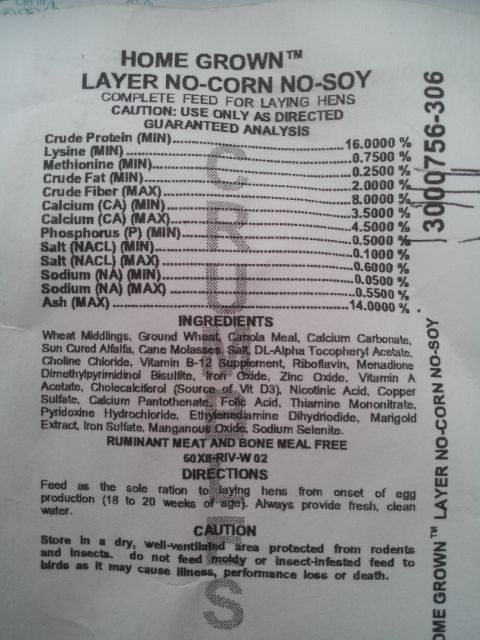 HOME GROWN™
LAYER NO-CORN NO-SOY
COMPLETE FEED FOR LAYING HENS
CAUTION: USE ONLY AS DIRECTED
GUARANTEED ANALYSIS
Crude Protein (MIN)........................................16.0000 %
Lysine (MIN)........................................0.7500 %
Methionine (MIN)........................................0.2500 %
Crude Fat (MIN)........................................2.0000 %
Crude Fiber (MAX)........................................8.0000 %
Calcium (CA) (MIN)........................................3.5000 %
Calcium (CA) (MAX)........................................4.5000 %
Phosphorus (P) (MIN)........................................0.5000 %
Salt (NACL) (MIN)........................................0.1000 %
Salt (NACL) (MAX)........................................0.6000 %
Sodium (NA) (MIN)........................................0.0500 %
Sodium (NA) (MAX)........................................0.5500 %
Ash (MAX)........................................14.0000 %
INGREDIENTS
Wheat Middlings, Ground Wheat, Canola Meal, Calcium Carbonate,
Sun Cured Alfalfa, Cane Molasses, Salt, DL-Alpha Tocopheryl Acetate,
Choline Chloride, Vitamin B-12 Supplement, Riboflavin, Menadione
Dimethylpyrimidinol Bisulfite, Iron Oxide, Zinc Oxide, Vitamin A
Acetate, Cholecalciferol (Source of Vit D3), Nicotinic Acid, Copper
Sulfate, Calcium Pantothenate, Folic Acid, Thiamine Mononitrate,
Pyridoxine Hydrochloride, Ethylenediamine Dihydriodide, Marigold
Extract, Iron Sulfate, Manganous Oxide, Sodium Selenite.
RUMINANT MEAT AND BONE MEAL FREE
60X8-RIV-W 02
DIRECTIONS
Feed as the sole ration to laying hens from onset of egg
production (18 to 20 weeks of age). Always provide fresh, clean
water.
CAUTION
Store in a dry, well-ventilated area protected from rodents
and insects. do not feed moldy or insect-infested feed to
birds as it may cause illness, performance loss or death.
CRUMBLES
3000756-306
OME GROWN™ LAYER NO-CORN NO-SOY